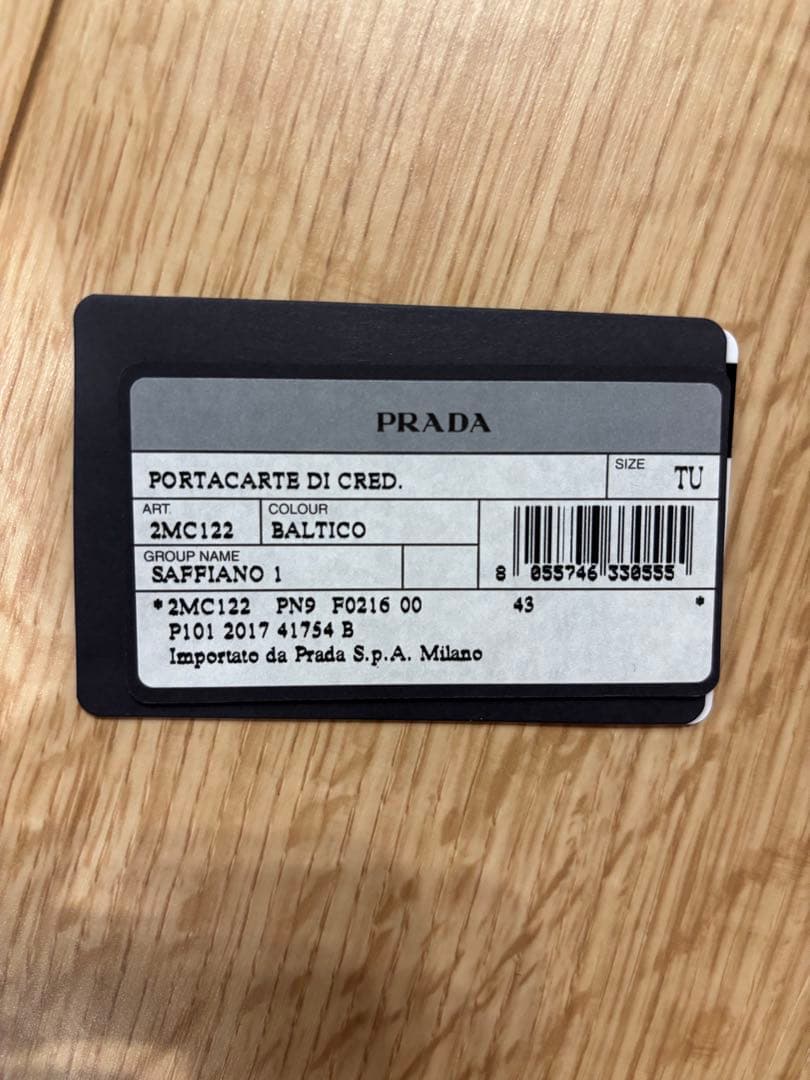 PRADA
PORTACARTE DI CRED.
SIZE
TU
ART.
2MC122
COLOUR
BALTICO
GROUP NAME
SAFFIANO 1
8 055746 330555
*2MC122 PN9 F0216 00 43 *
P101 2017 41754 B
Importato da Prada S.p.A. Milano